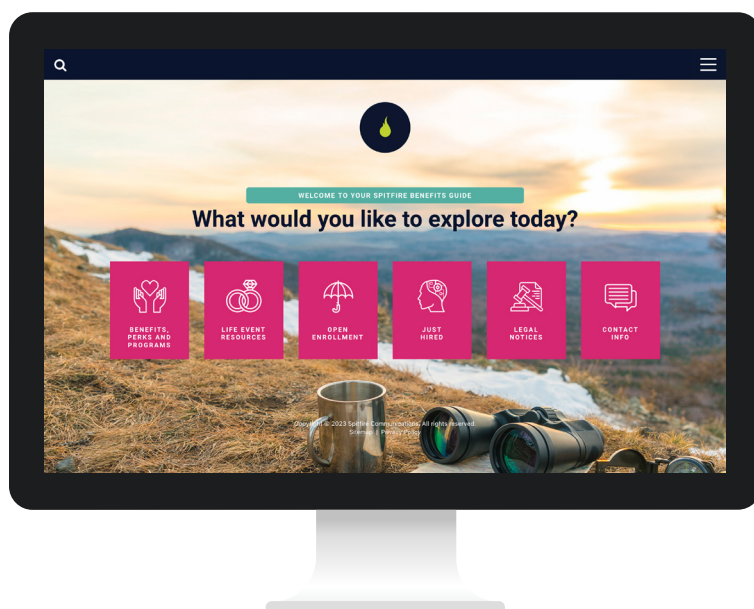 WELCOME TO YOUR SPITFIRE BENEFITS GUIDE
What would you like to explore today?
BENEFITS,
PERKS AND
PROGRAMS
LIFE EVENT
RESOURCES
OPEN
ENROLLMENT
JUST
HIRED
LEGAL
NOTICES
CONTACT
INFO
Copyright © 2023 Spitfire Communications. All rights reserved.
Sitemap | Privacy Policy